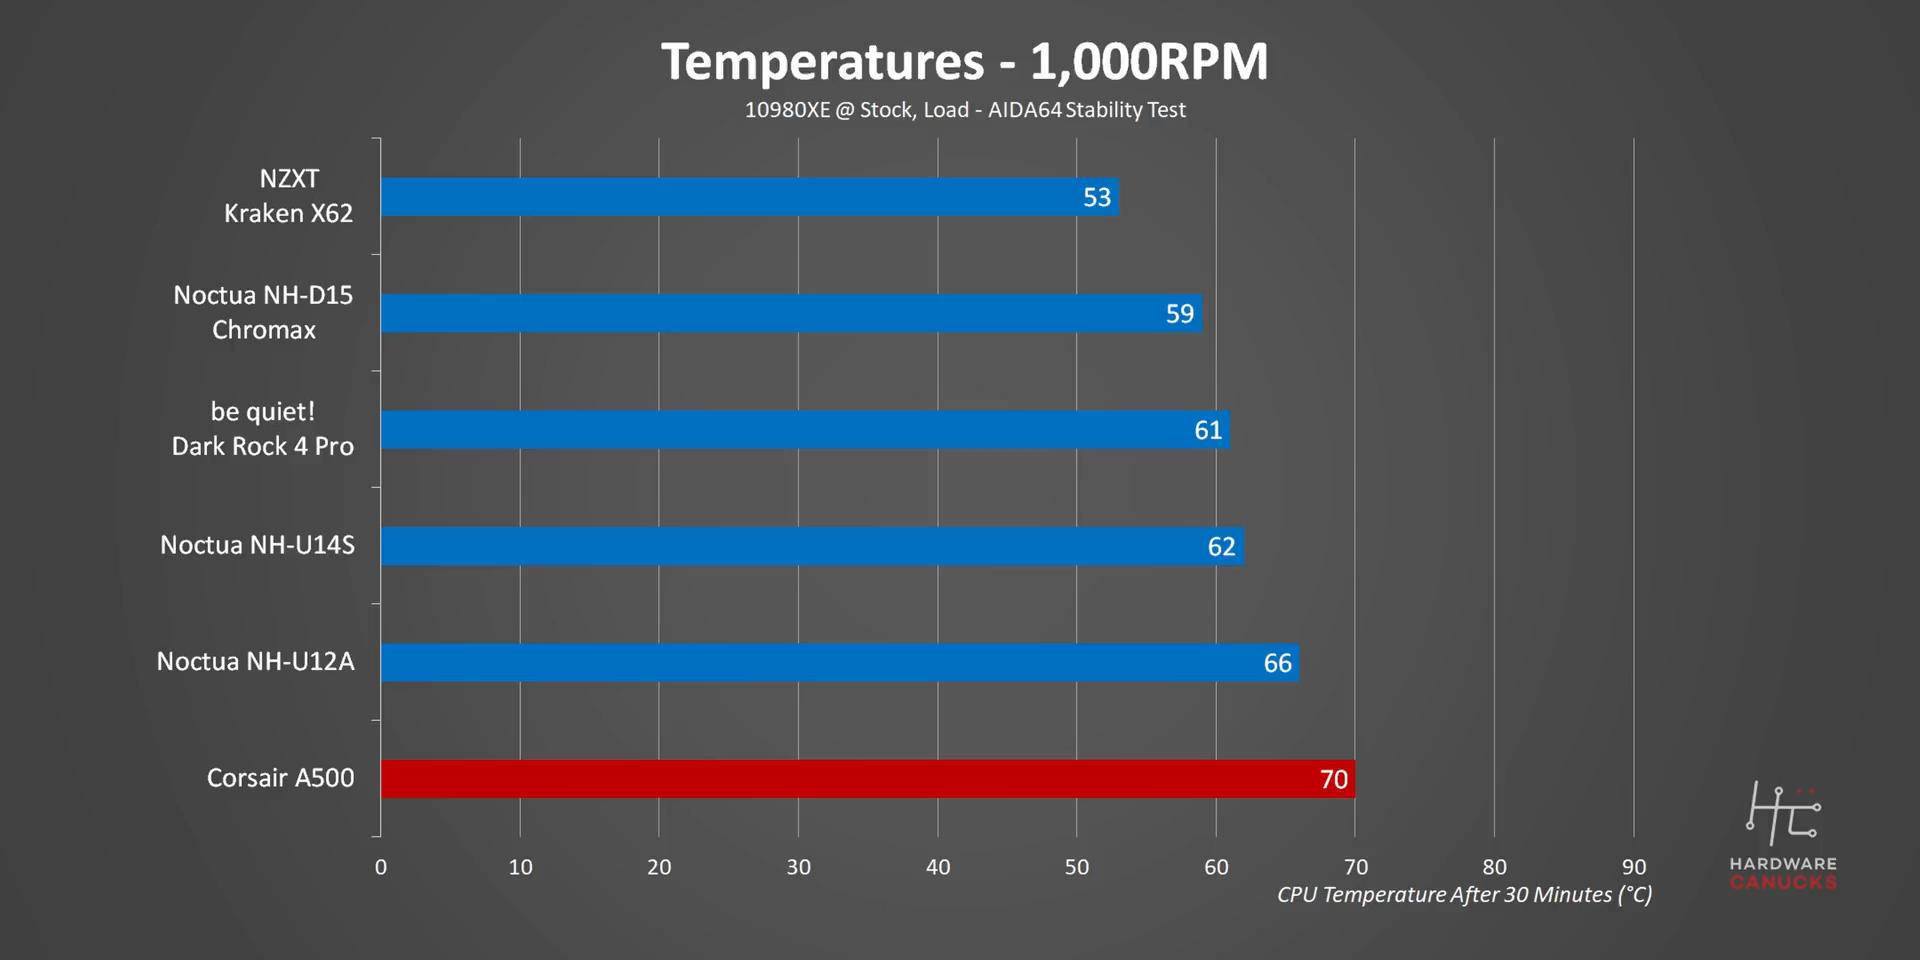 Temperatures - 1,000RPM
10980XE @ Stock, Load - AIDA64 Stability Test
NZXT
Kraken X62
53
Noctua NH-D15
Chromax
59
be quiet!
Dark Rock 4 Pro
61
Noctua NH-U14S
62
Noctua NH-U12A
66
Corsair A500
70
0 10 20 30 40 50 60 70 80 90
CPU Temperature After 30 Minutes (°C)
HARDWARE
CANUCKS